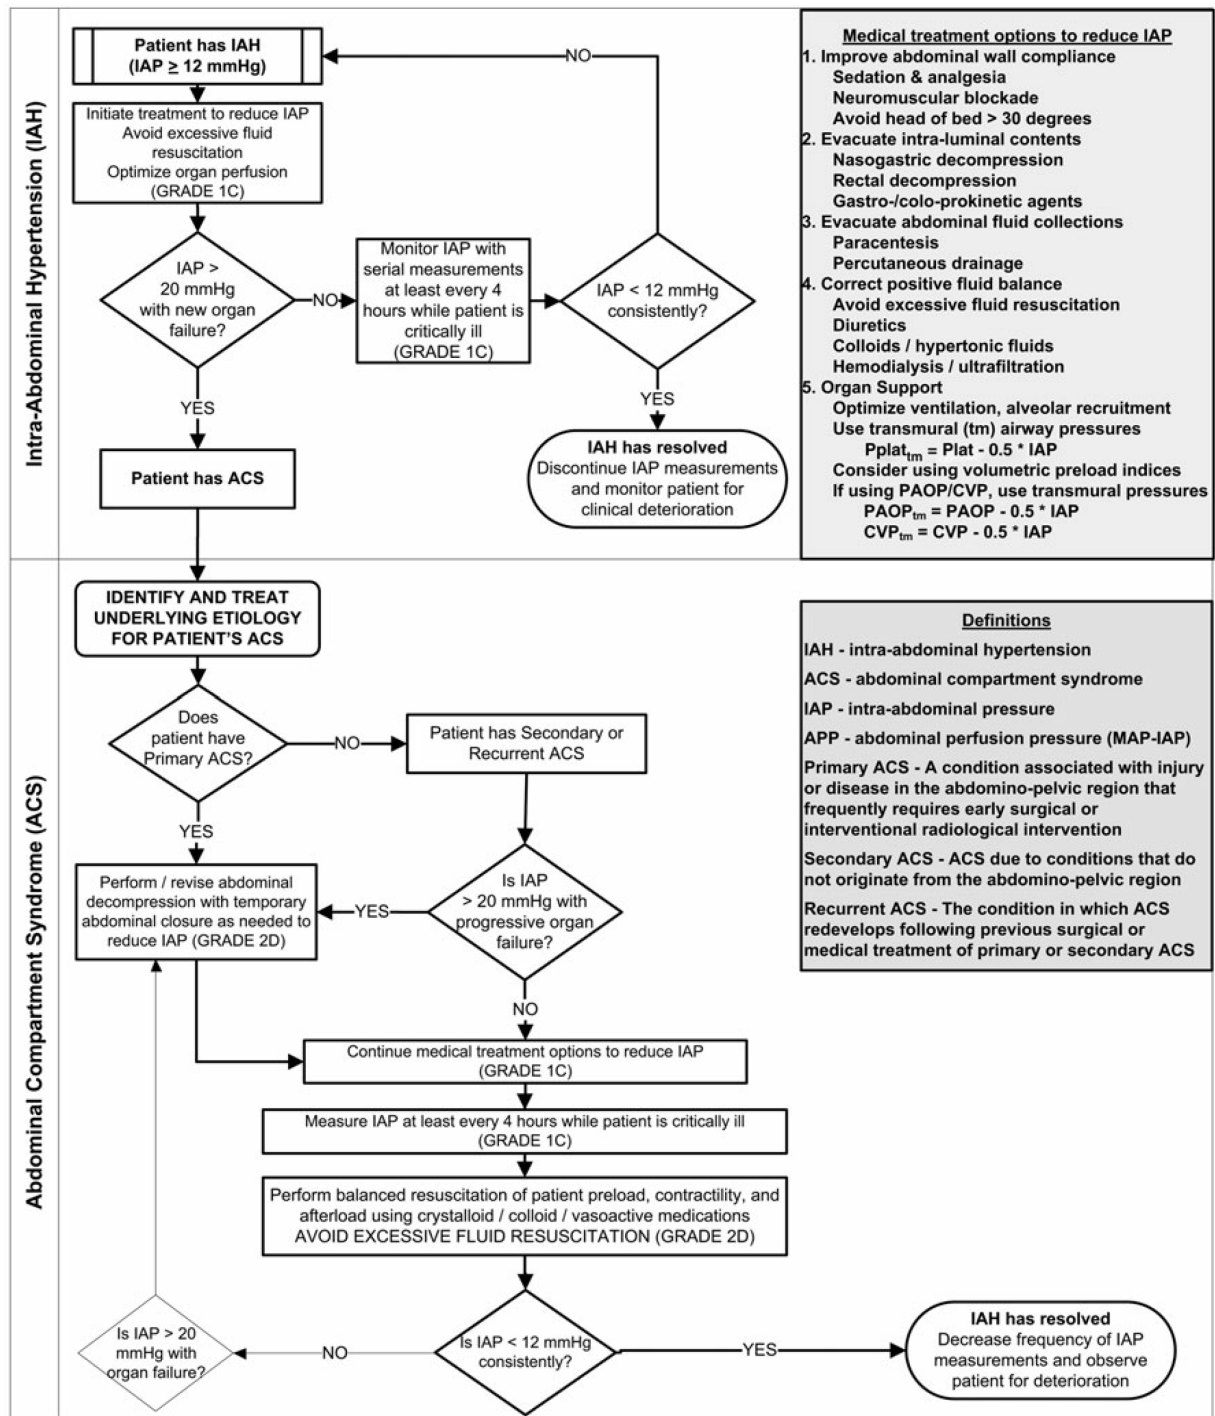 Intra-Abdominal Hypertension (IAH)
Patient has IAH
(IAP ≥ 12 mmHg)
NO
Initiate treatment to reduce IAP
Avoid excessive fluid
resuscitation
Optimize organ perfusion
(GRADE 1C)
IAP >
20 mmHg
with new organ
failure?
NO
Monitor IAP with
serial measurements
at least every 4
hours while patient is
critically ill
(GRADE 1C)
IAP < 12 mmHg
consistently?
YES
YES
Patient has ACS
IAH has resolved
Discontinue IAP measurements
and monitor patient for
clinical deterioration
Medical treatment options to reduce IAP
1. Improve abdominal wall compliance
Sedation & analgesia
Neuromuscular blockade
Avoid head of bed > 30 degrees
2. Evacuate intra-luminal contents
Nasogastric decompression
Rectal decompression
Gastro-/colo-prokinetic agents
3. Evacuate abdominal fluid collections
Paracentesis
Percutaneous drainage
4. Correct positive fluid balance
Avoid excessive fluid resuscitation
Diuretics
Colloids / hypertonic fluids
Hemodialysis / ultrafiltration
5. Organ Support
Optimize ventilation, alveolar recruitment
Use transmural (tm) airway pressures
Pplattm = Plat - 0.5 * IAP
Consider using volumetric preload indices
If using PAOP/CVP, use transmural pressures
PAOPtm = PAOP - 0.5 * IAP
CVPtm = CVP - 0.5 * IAP
Abdominal Compartment Syndrome (ACS)
IDENTIFY AND TREAT
UNDERLYING ETIOLOGY
FOR PATIENT'S ACS
Does
patient have
Primary ACS?
NO
Patient has Secondary or
Recurrent ACS
YES
Perform / revise abdominal
decompression with temporary
abdominal closure as needed to
reduce IAP (GRADE 2D)
YES
Is IAP
> 20 mmHg with
progressive organ
failure?
NO
Continue medical treatment options to reduce IAP
(GRADE 1C)
Measure IAP at least every 4 hours while patient is critically ill
(GRADE 1C)
Perform balanced resuscitation of patient preload, contractility, and
afterload using crystalloid / colloid / vasoactive medications
AVOID EXCESSIVE FLUID RESUSCITATION (GRADE 2D)
Is IAP > 20
mmHg with
organ failure?
NO
Is IAP < 12 mmHg
consistently?
YES
IAH has resolved
Decrease frequency of IAP
measurements and observe
patient for deterioration
Definitions
IAH - intra-abdominal hypertension
ACS - abdominal compartment syndrome
IAP - intra-abdominal pressure
APP - abdominal perfusion pressure (MAP-IAP)
Primary ACS - A condition associated with injury
or disease in the abdomino-pelvic region that
frequently requires early surgical or
interventional radiological intervention
Secondary ACS - ACS due to conditions that do
not originate from the abdomino-pelvic region
Recurrent ACS - The condition in which ACS
redevelops following previous surgical or
medical treatment of primary or secondary ACS